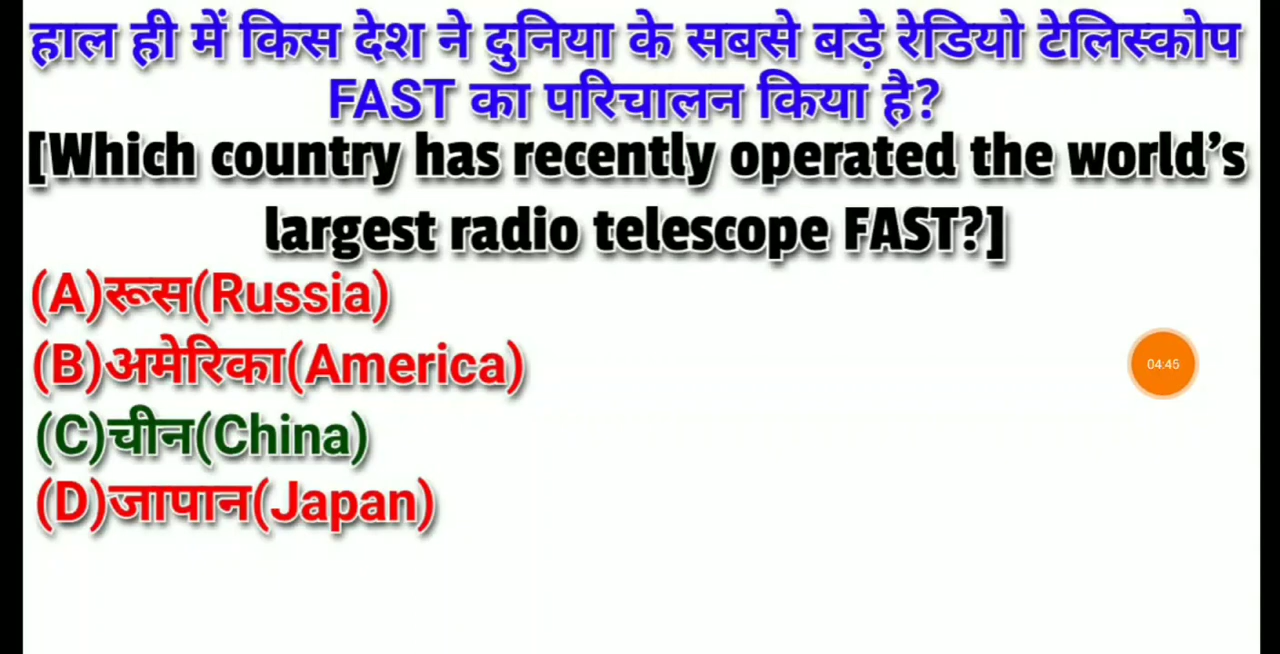 हाल ही में किस देश ने दुनिया के सबसे बड़े रेडियो टेलिस्कोप
FAST का परिचालन किया है?
[Which country has recently operated the world’s
largest radio telescope FAST?]
(A)रूस(Russia)
(B)अमेरिका(America)
04:45
(C)चीन(China)
(D)जापान(Japan)